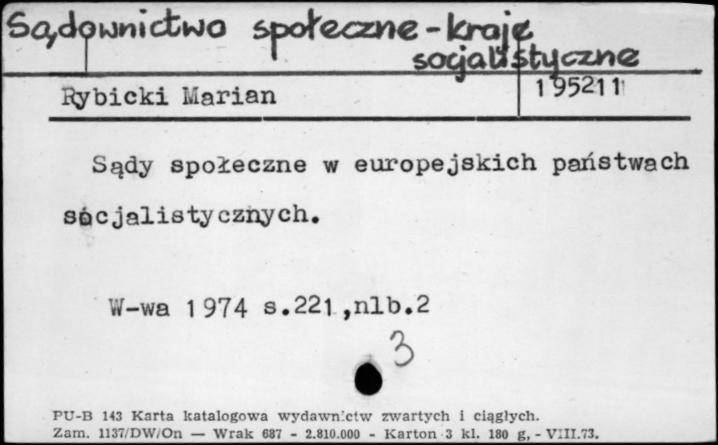 Sądownictwo społeczne - kraje
socjalistyczne
Rybicki Marian 195211
Sądy społeczne w europejskich państwach
socjalistycznych.
W-wa 1974 s.221,nlb.2
3
PU-B 143 Karta katalogowa wydawnictw zwartych i ciągłych.
Zam. 1137/DW/On — Wrak 687 - 2.810.000 - Karton 3 kl. 180 g, - VIII.73.